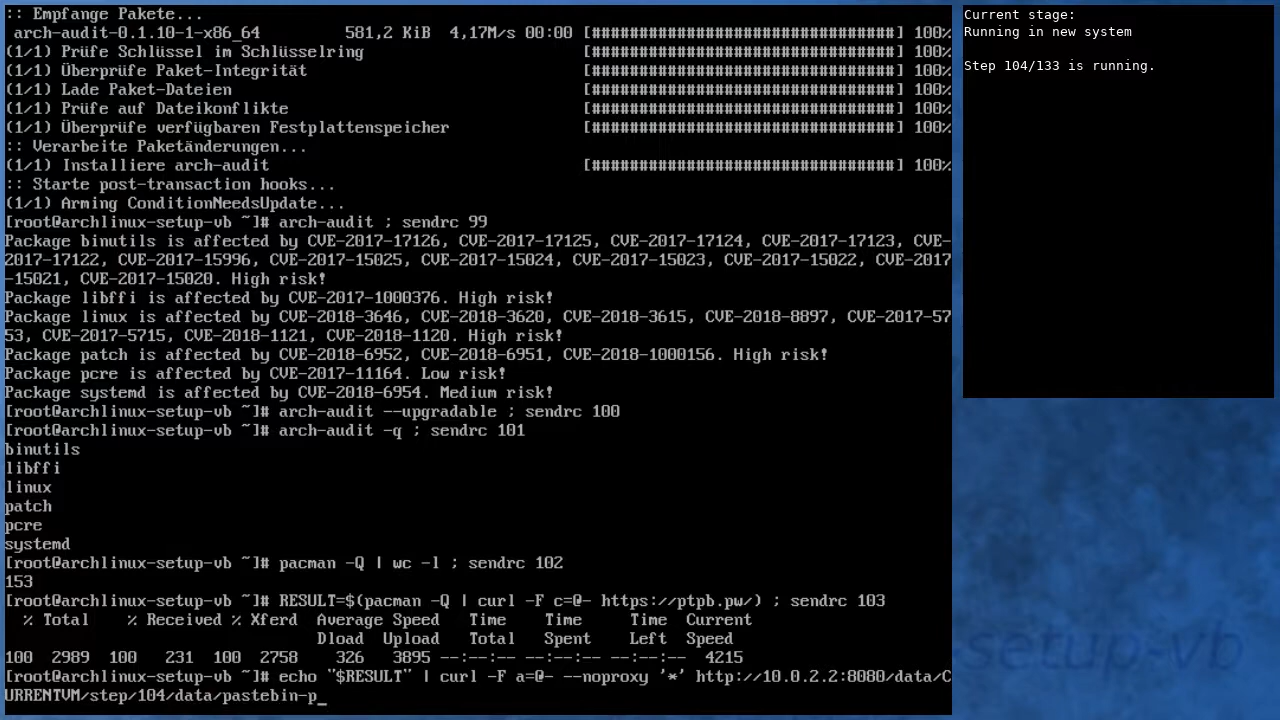 :: Empfange Pakete...
 arch-audit-0.1.10-1-x86_64         581,2 KiB  4,17M/s 00:00 [################################] 100%
(1/1) Prüfe Schlüssel im Schlüsselring                       [################################] 100%
(1/1) Überprüfe Paket-Integrität                             [################################] 100%
(1/1) Lade Paket-Dateien                                     [################################] 100%
(1/1) Prüfe auf Dateikonflikte                               [################################] 100%
(1/1) Überprüfe verfügbaren Festplattenspeicher              [################################] 100%
:: Verarbeite Paketänderungen...
(1/1) Installiere arch-audit                                 [################################] 100%
:: Starte post-transaction hooks...
(1/1) Arming ConditionNeedsUpdate...
[root@archlinux-setup-vb ~]# arch-audit ; sendrc 99
Package binutils is affected by CVE-2017-17126, CVE-2017-17125, CVE-2017-17124, CVE-2017-17123, CVE-
2017-17122, CVE-2017-15996, CVE-2017-15025, CVE-2017-15024, CVE-2017-15023, CVE-2017-15022, CVE-2017
-15021, CVE-2017-15020. High risk!
Package libffi is affected by CVE-2017-1000376. High risk!
Package linux is affected by CVE-2018-3646, CVE-2018-3620, CVE-2018-3615, CVE-2018-8897, CVE-2017-57
53, CVE-2017-5715, CVE-2018-1121, CVE-2018-1120. High risk!
Package patch is affected by CVE-2018-6952, CVE-2018-6951, CVE-2018-1000156. High risk!
Package pcre is affected by CVE-2017-11164. Low risk!
Package systemd is affected by CVE-2018-6954. Medium risk!
[root@archlinux-setup-vb ~]# arch-audit --upgradable ; sendrc 100
[root@archlinux-setup-vb ~]# arch-audit -q ; sendrc 101
binutils
libffi
linux
patch
pcre
systemd
[root@archlinux-setup-vb ~]# pacman -Q | wc -l ; sendrc 102
153
[root@archlinux-setup-vb ~]# RESULT=$(pacman -Q | curl -F c=@- https://ptpb.pw/) ; sendrc 103
  % Total    % Received % Xferd  Average Speed   Time    Time     Time  Current
                                 Dload  Upload   Total   Spent    Left  Speed
100  2989  100   231  100  2758    326   3895 --:--:-- --:--:-- --:--:--  4215
[root@archlinux-setup-vb ~]# echo "$RESULT" | curl -F a=@- --noproxy '*' http://10.0.2.2:8080/data/C
URRENTVM/step/104/data/pastebin-p_
Current stage:
Running in new system
Step 104/133 is running.
setup-vb